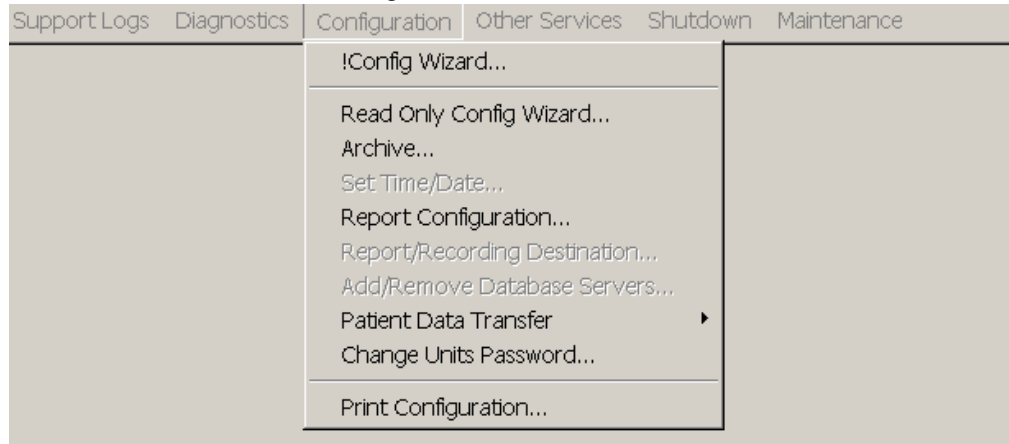 Support Logs Diagnostics Configuration Other Services Shutdown Maintenance
!Config Wizard...
Read Only Config Wizard...
Archive...
Set Time/Date...
Report Configuration...
Report/Recording Destination...
Add/Remove Database Servers...
Patient Data Transfer
Change Units Password...
Print Configuration...